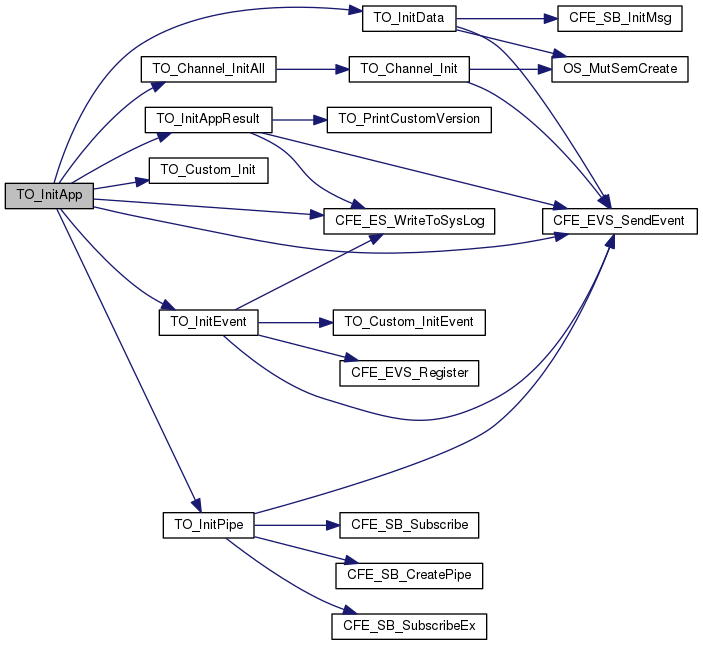 TO_InitData
CFE_SB_InitMsg
TO_Channel_InitAll
TO_Channel_Init
OS_MutSemCreate
TO_InitAppResult
TO_PrintCustomVersion
TO_Custom_Init
TO_InitApp
CFE_ES_WriteToSysLog
CFE_EVS_SendEvent
TO_InitEvent
TO_Custom_InitEvent
CFE_EVS_Register
TO_InitPipe
CFE_SB_Subscribe
CFE_SB_CreatePipe
CFE_SB_SubscribeEx